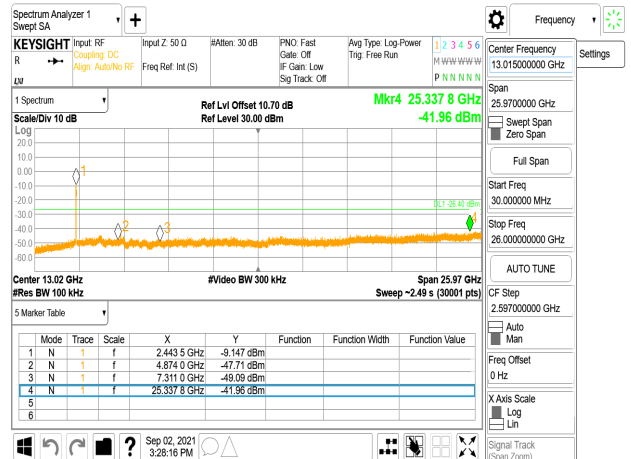 Spectrum Analyzer 1
Swept SA
Frequency
Settings
KEYSIGHT
R
LXI
Input: RF
Coupling: DC
Align: Auto/No RF
Input Z: 50 Ω
Freq Ref: Int (S)
#Atten: 30 dB
PNO: Fast
Gate: Off
IF Gain: Low
Sig Track: Off
Avg Type: Log-Power
Trig: Free Run
1 2 3 4 5 6
M W W W W W
P N N N N N
1 Spectrum
Scale/Div 10 dB
Log
Ref Lvl Offset 10.70 dB
Ref Level 30.00 dBm
Mkr4 25.337 8 GHz
-41.96 dBm
20.0
10.0
0.00
-10.0
-20.0
-30.0
-40.0
-50.0
-60.0
1
2
3
4
DL1 -26.40 dBm
Center 13.02 GHz
#Res BW 100 kHz
#Video BW 300 kHz
Span 25.97 GHz
Sweep ~2.49 s (30001 pts)
5 Marker Table
Mode Trace Scale X Y Function Function Width Function Value
1 N 1 f 2.443 5 GHz -9.147 dBm
2 N 1 f 4.874 0 GHz -47.71 dBm
3 N 1 f 7.311 0 GHz -49.09 dBm
4 N 1 f 25.337 8 GHz -41.96 dBm
5
6
?
Sep 02, 2021
3:28:16 PM
Center Frequency
13.015000000 GHz
Span
25.9700000 GHz
Swept Span
Zero Span
Full Span
Start Freq
30.000000 MHz
Stop Freq
26.000000000 GHz
AUTO TUNE
CF Step
2.597000000 GHz
Auto
Man
Freq Offset
0 Hz
X Axis Scale
Log
Lin
Signal Track
(Span Zoom)